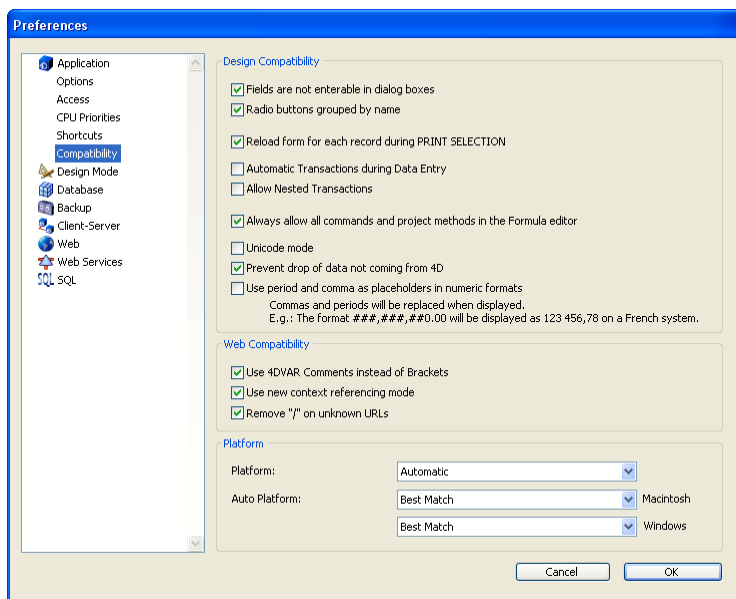 Preferences
Application
Options
Access
CPU Priorities
Shortcuts
Compatibility
Design Mode
Database
Backup
Client-Server
Web
Web Services
SQL SQL
Design Compatibility
Fields are not enterable in dialog boxes
Radio buttons grouped by name
Reload form for each record during PRINT SELECTION
Automatic Transactions during Data Entry
Allow Nested Transactions
Always allow all commands and project methods in the Formula editor
Unicode mode
Prevent drop of data not coming from 4D
Use period and comma as placeholders in numeric formats
Commas and periods will be replaced when displayed.
E.g.: The format ###,###,##0.00 will be displayed as 123 456,78 on a French system.
Web Compatibility
Use 4DVAR Comments instead of Brackets
Use new context referencing mode
Remove "/" on unknown URLs
Platform
Platform: Automatic
Auto Platform: Best Match Macintosh
Best Match Windows
Cancel OK